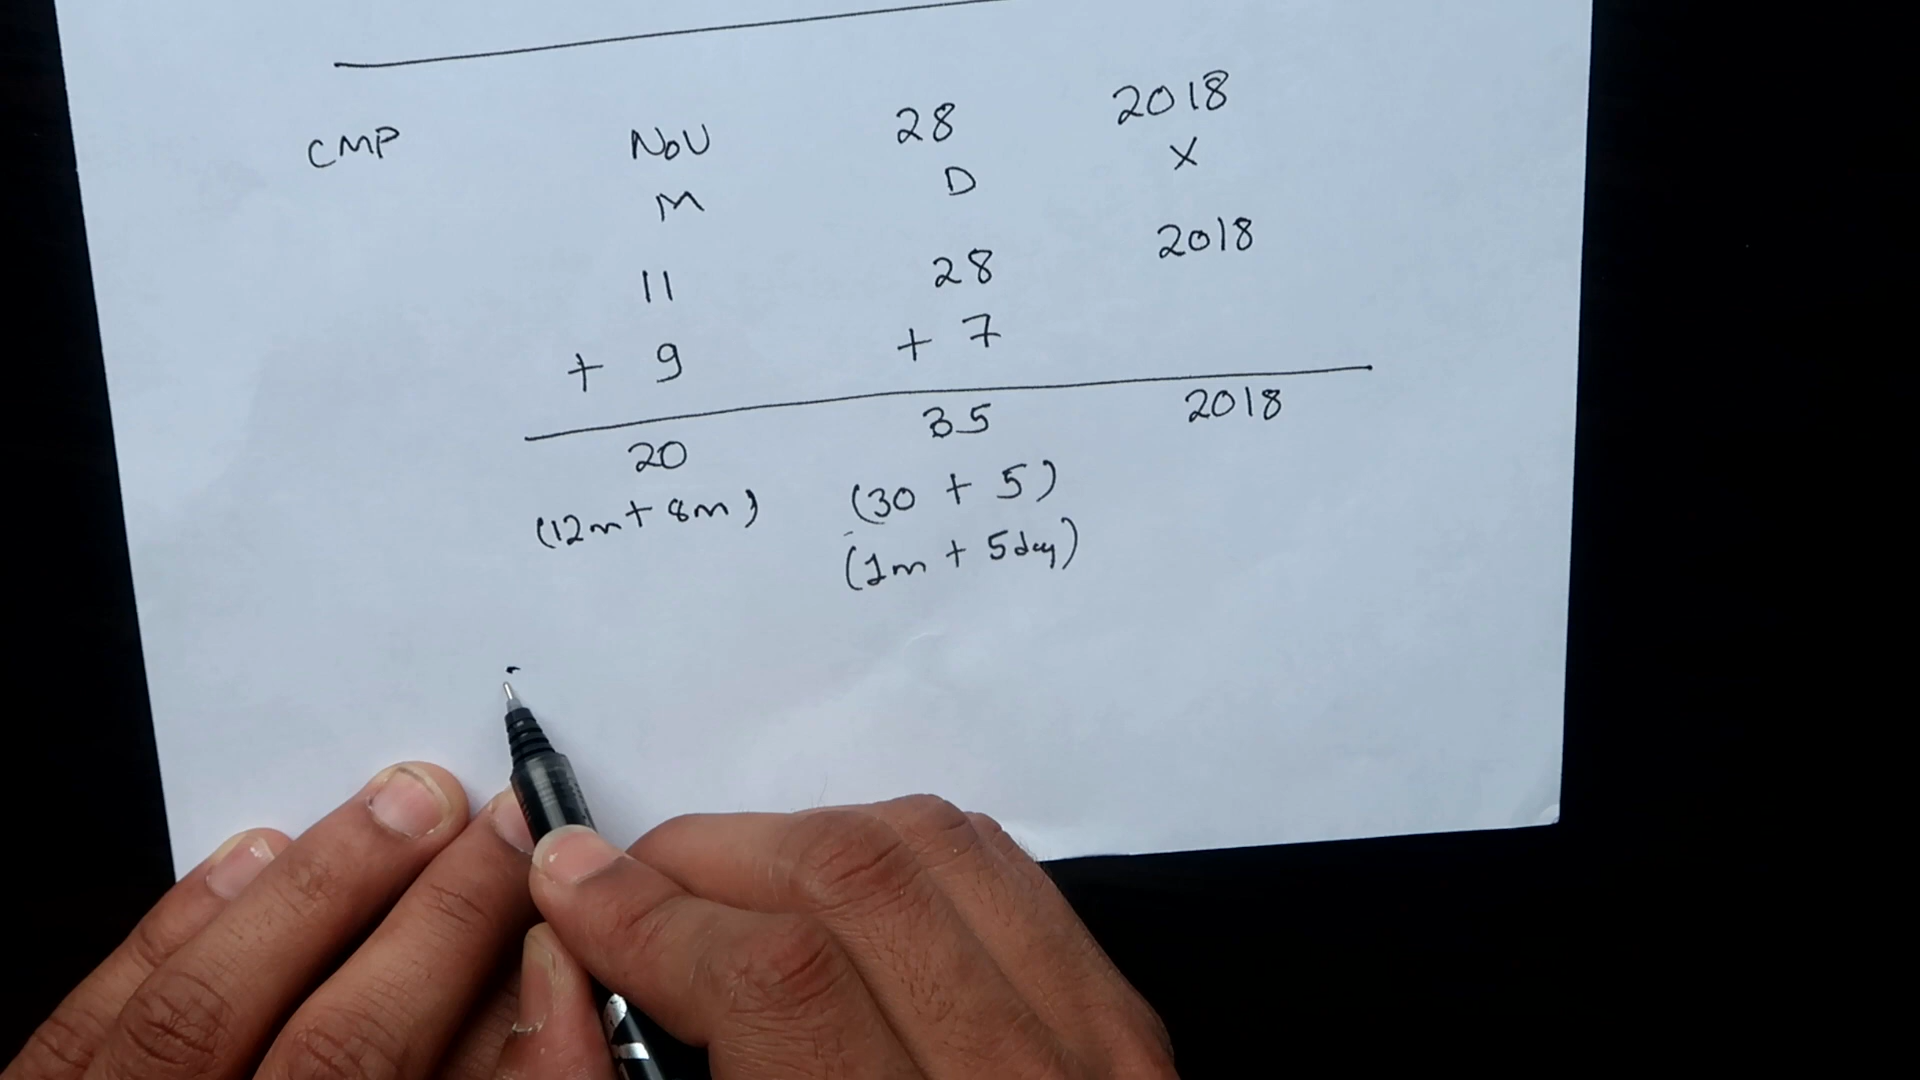 CMP NOV 28 2018
M D X
11 28 2018
+ 9 + 7
20 35 2018
(12m + 8m) (30 + 5)
(1m + 5day)